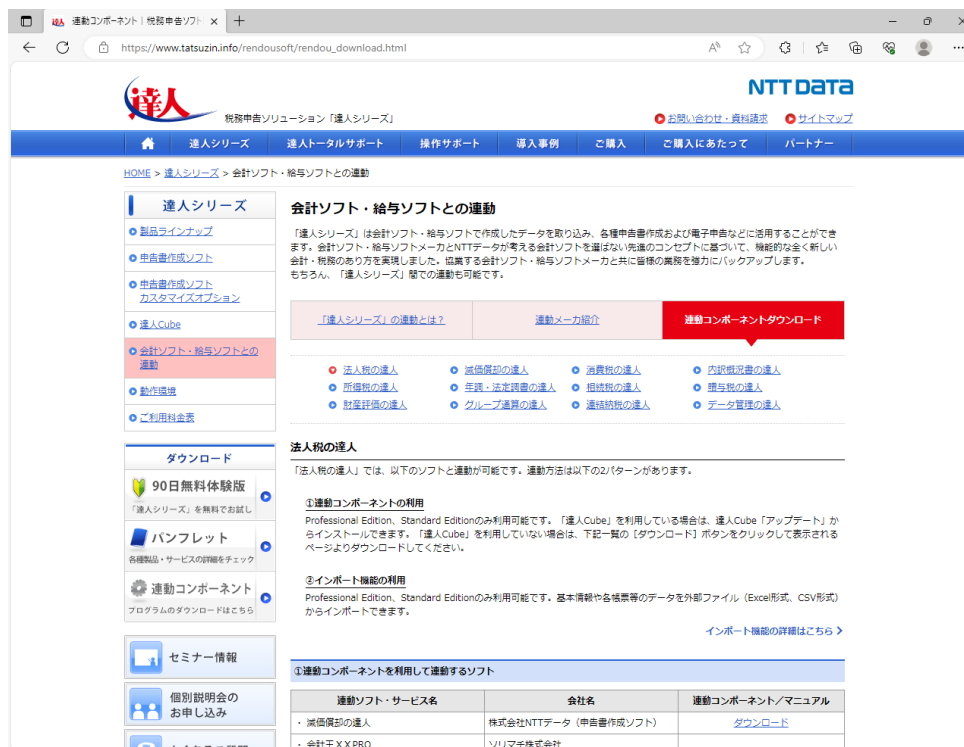 達人 連動コンポーネント | 税務申告ソフト
https://www.tatsuzin.info/rendousoft/rendou_download.html
達人
税務申告ソリューション「達人シリーズ」
NTT DATA
お問い合わせ・資料請求 サイトマップ
達人シリーズ 達人トータルサポート 操作サポート 導入事例 ご購入 ご購入にあたって パートナー
HOME > 達人シリーズ > 会計ソフト・給与ソフトとの連動
達人シリーズ
製品ラインナップ
申告書作成ソフト
申告書作成ソフト
カスタマイズオプション
達人Cube
会計ソフト・給与ソフトとの
連動
動作環境
ご利用料金表
ダウンロード
90日無料体験版
「達人シリーズ」を無料でお試し
パンフレット
各種製品・サービスの詳細をチェック
連動コンポーネント
プログラムのダウンロードはこちら
セミナー情報
個別説明会の
お申し込み
会計ソフト・給与ソフトとの連動
「達人シリーズ」は会計ソフト・給与ソフトで作成したデータを取り込み、各種申告書作成および電子申告などに活用することができ
ます。会計ソフト・給与ソフトメーカとNTTデータが考える会計ソフトを選ばない先進のコンセプトに基づいて、機能的な全く新しい
会計・税務のあり方を実現しました。協業する会計ソフト・給与ソフトメーカと共に皆様の業務を強力にバックアップします。
もちろん、「達人シリーズ」間での連動も可能です。
「達人シリーズ」の連動とは？ 連動メーカ紹介 連動コンポーネントダウンロード
法人税の達人 減価償却の達人 消費税の達人 内訳概況書の達人
所得税の達人 年調・法定調書の達人 相続税の達人 贈与税の達人
財産評価の達人 グループ通算の達人 連結納税の達人 データ管理の達人
法人税の達人
「法人税の達人」では、以下のソフトと連動が可能です。連動方法は以下の2パターンがあります。
①連動コンポーネントの利用
Professional Edition、Standard Editionのみ利用可能です。「達人Cube」を利用している場合は、達人Cube「アップデート」か
らインストールできます。「達人Cube」を利用していない場合は、下記一覧の［ダウンロード］ボタンをクリックして表示される
ページよりダウンロードしてください。
②インポート機能の利用
Professional Edition、Standard Editionのみ利用可能です。基本情報や各帳票等のデータを外部ファイル（Excel形式、CSV形式）
からインポートできます。
インポート機能の詳細はこちら
①連動コンポーネントを利用して連動するソフト
連動ソフト・サービス名 会社名 連動コンポーネント／マニュアル
・ 減価償却の達人 株式会社NTTデータ（申告書作成ソフト） ダウンロード
・ 会計王ＸＸPRO ソリマチ株式会社